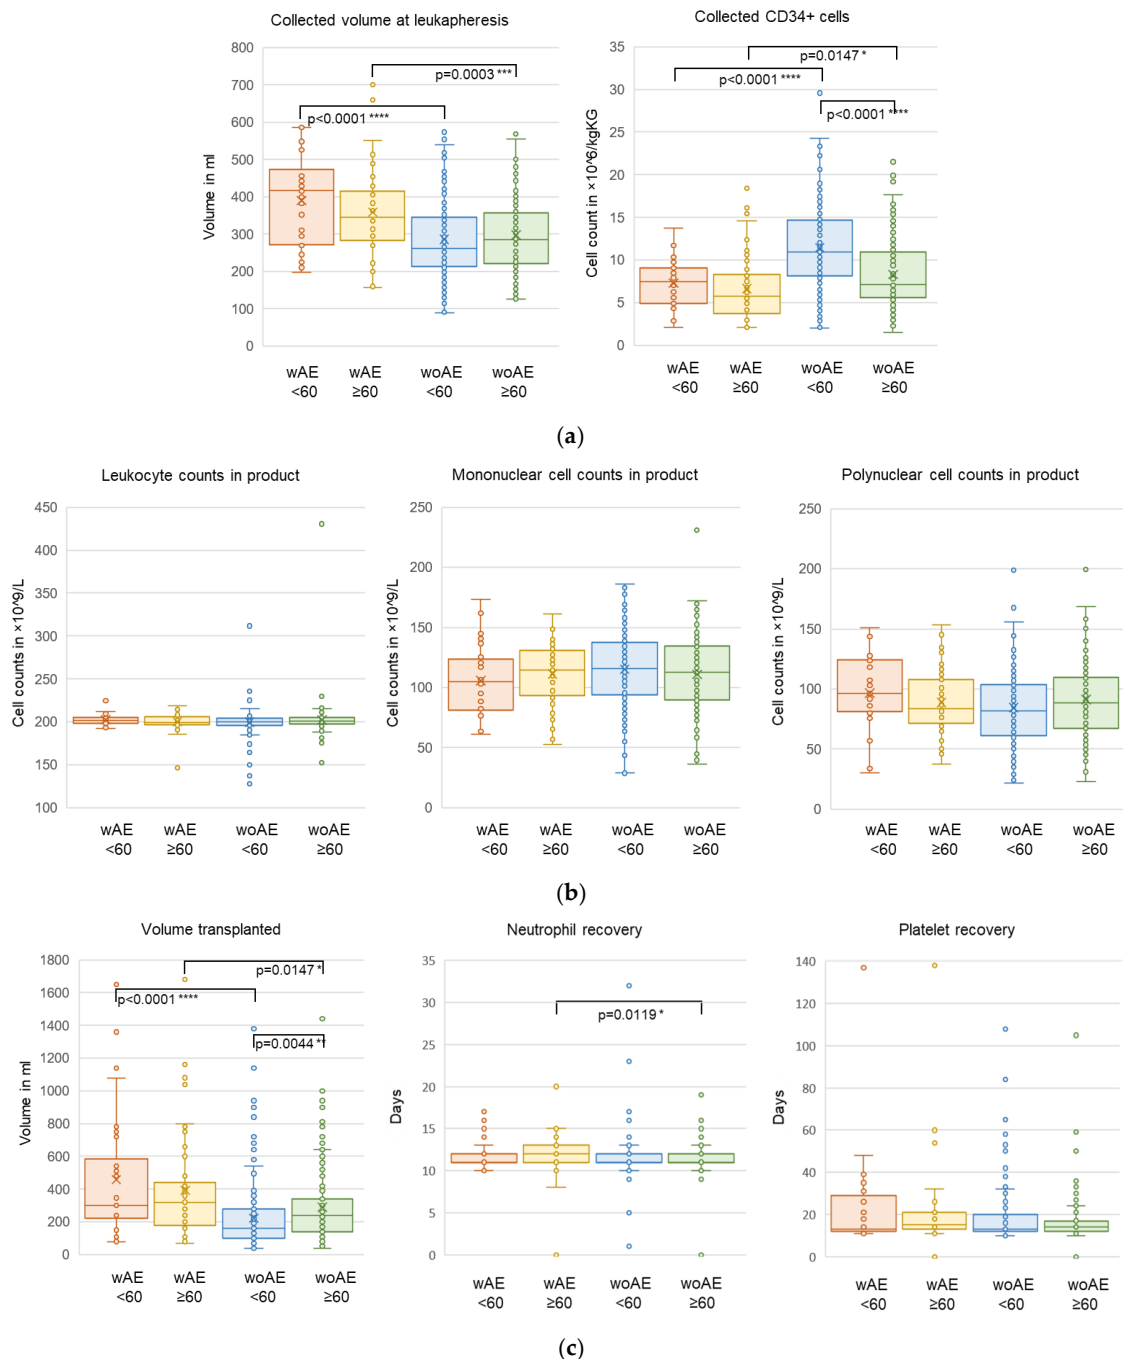 Collected volume at leukapheresis
Volume in ml
800
700
600
500
400
300
200
100
0
p=0.0003 ***
p<0.0001 ****
wAE <60
wAE ≥60
woAE <60
woAE ≥60
Collected CD34+ cells
Cell count in ×10^6/kgKG
35
30
25
20
15
10
5
0
p=0.0147 *
p<0.0001 ****
p<0.0001 ****
wAE <60
wAE ≥60
woAE <60
woAE ≥60
(a)
Leukocyte counts in product
Cell counts in ×10^9/L
450
400
350
300
250
200
150
100
wAE <60
wAE ≥60
woAE <60
woAE ≥60
Mononuclear cell counts in product
Cell counts in ×10^9/L
250
200
150
100
50
0
wAE <60
wAE ≥60
woAE <60
woAE ≥60
Polynuclear cell counts in product
Cell counts in ×10^9/L
250
200
150
100
50
0
wAE <60
wAE ≥60
woAE <60
woAE ≥60
(b)
Volume transplanted
Volume in ml
1800
1600
1400
1200
1000
800
600
400
200
0
p=0.0147 *
p<0.0001 ****
p=0.0044 **
wAE <60
wAE ≥60
woAE <60
woAE ≥60
Neutrophil recovery
Days
35
30
25
20
15
10
5
0
p=0.0119 *
wAE <60
wAE ≥60
woAE <60
woAE ≥60
Platelet recovery
Days
140
120
100
80
60
40
20
0
wAE <60
wAE ≥60
woAE <60
woAE ≥60
(c)